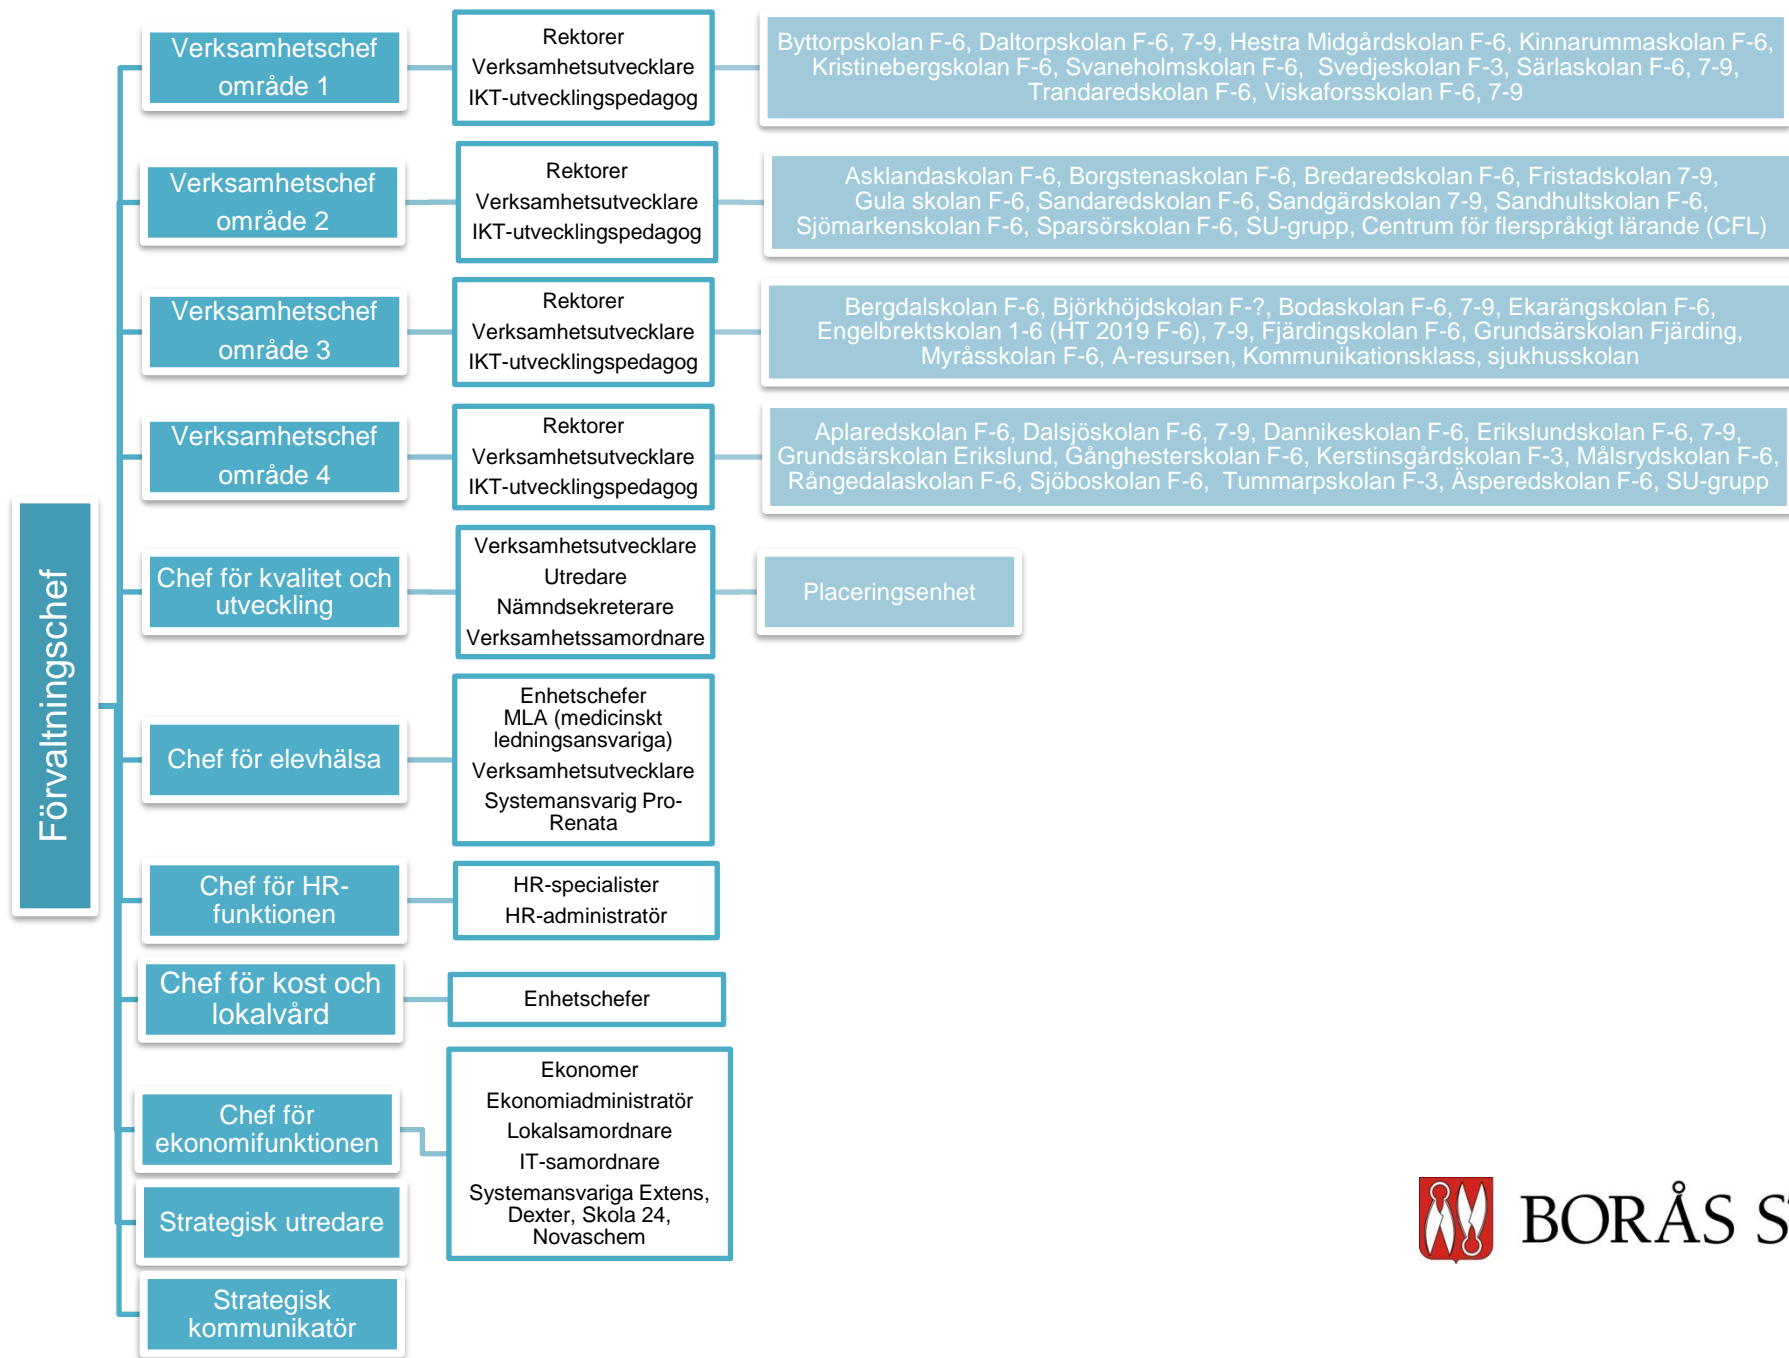 Förvaltningschef
Verksamhetschef
område 1
Rektorer
Verksamhetsutvecklare
IKT-utvecklingspedagog
Byttorpskolan F-6, Daltorpskolan F-6, 7-9, Hestra Midgårdskolan F-6, Kinnarummaskolan F-6,
Kristinebergskolan F-6, Svaneholmskolan F-6, Svedjeskolan F-3, Särlaskolan F-6, 7-9,
Trandaredskolan F-6, Viskaforsskolan F-6, 7-9
Verksamhetschef
område 2
Rektorer
Verksamhetsutvecklare
IKT-utvecklingspedagog
Asklandaskolan F-6, Borgstenaskolan F-6, Bredaredskolan F-6, Fristadskolan 7-9,
Gula skolan F-6, Sandaredskolan F-6, Sandgärdskolan 7-9, Sandhultskolan F-6,
Sjömarkenskolan F-6, Sparsörskolan F-6, SU-grupp, Centrum för flerspråkigt lärande (CFL)
Verksamhetschef
område 3
Rektorer
Verksamhetsutvecklare
IKT-utvecklingspedagog
Bergdalskolan F-6, Björkhöjdskolan F-?, Bodaskolan F-6, 7-9, Ekarängskolan F-6,
Engelbrektskolan 1-6 (HT 2019 F-6), 7-9, Fjärdingskolan F-6, Grundsärskolan Fjärding,
Myråsskolan F-6, A-resursen, Kommunikationsklass, sjukhusskolan
Verksamhetschef
område 4
Rektorer
Verksamhetsutvecklare
IKT-utvecklingspedagog
Aplaredskolan F-6, Dalsjöskolan F-6, 7-9, Dannikeskolan F-6, Erikslundskolan F-6, 7-9,
Grundsärskolan Erikslund, Gånghesterskolan F-6, Kerstinsgårdskolan F-3, Målsrydskolan F-6,
Rångedalaskolan F-6, Sjöboskolan F-6, Tummarpskolan F-3, Äsperedskolan F-6, SU-grupp
Chef för kvalitet och
utveckling
Verksamhetsutvecklare
Utredare
Nämndsekreterare
Verksamhetssamordnare
Placeringsenhet
Chef för elevhälsa
Enhetschefer
MLA (medicinskt
ledningsansvariga)
Verksamhetsutvecklare
Systemansvarig Pro-
Renata
Chef för HR-
funktionen
HR-specialister
HR-administratör
Chef för kost och
lokalvård
Enhetschefer
Chef för
ekonomifunktionen
Ekonomer
Ekonomiadministratör
Lokalsamordnare
IT-samordnare
Systemansvariga Extens,
Dexter, Skola 24,
Novaschem
Strategisk utredare
Strategisk
kommunikatör
BORÅS S